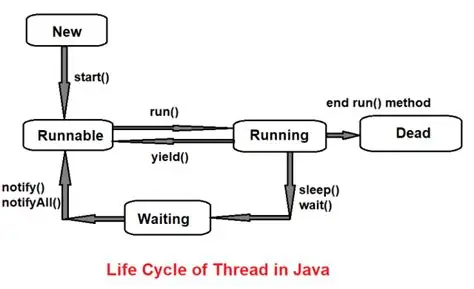 New
start()
run()
end run() method
Runnable
Running
Dead
yield()
notify()
notifyAll()
sleep()
wait()
Waiting
Life Cycle of Thread in Java